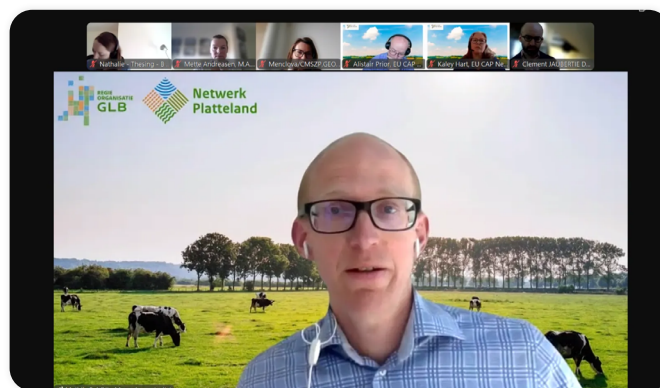 Nathalie - Thesing - B...
Mette Andreasen, M.A...
Menclova/CMSZP GEO...
Alistair Prior, EU CAP ...
Kaley Hart, EU CAP Ne...
Clement JAUBERTIE D...
REGIE
ORGANISATIE
GLB
Netwerk
Platteland